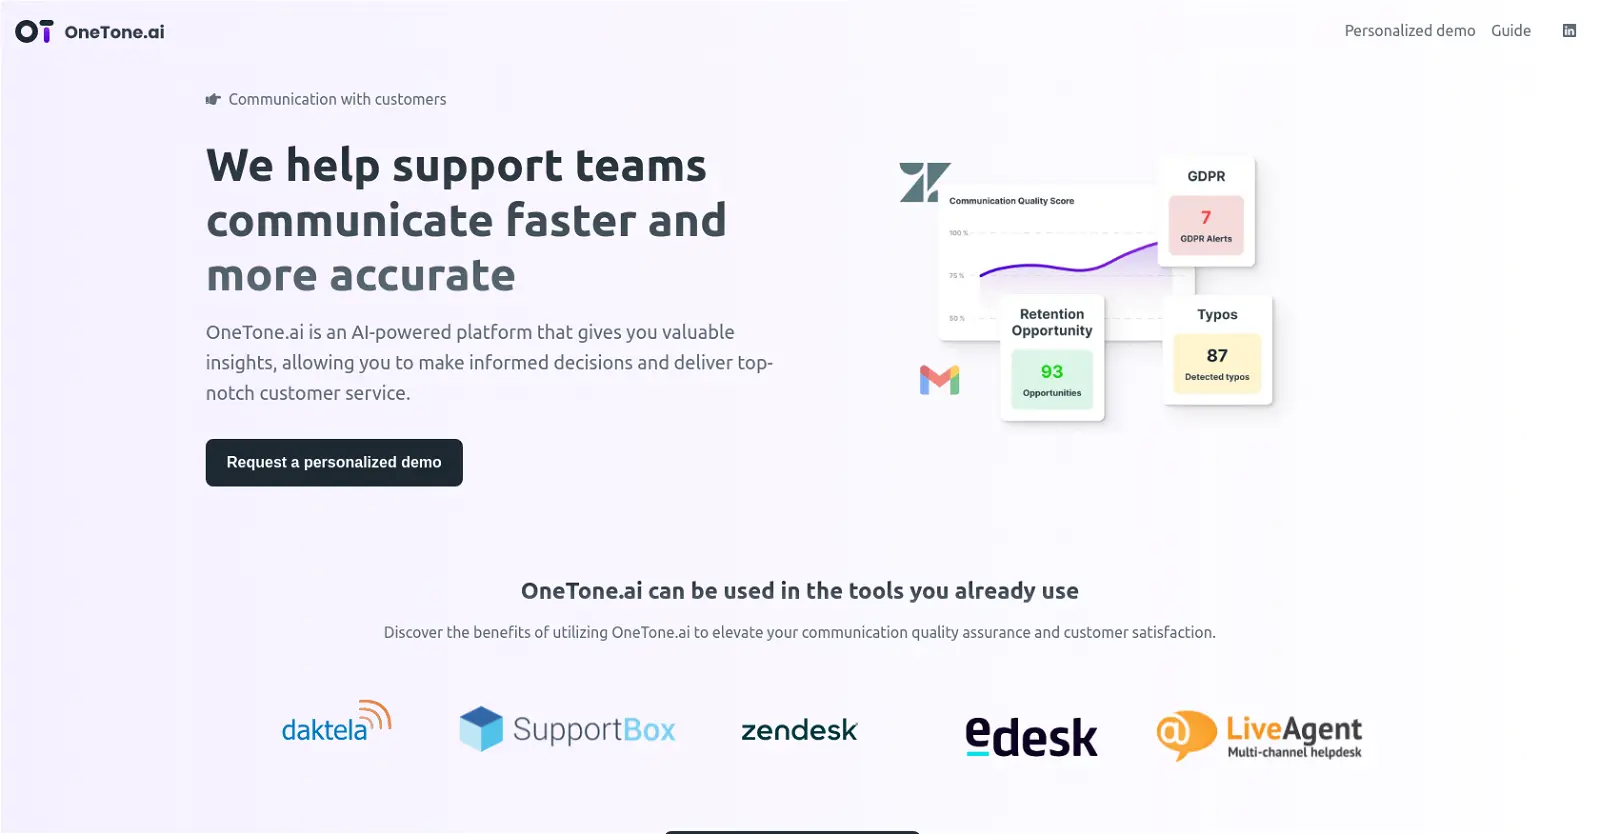 OT OneTone.ai
Personalized demo Guide in
Communication with customers
We help support teams
communicate faster and
more accurate
OneTone.ai is an AI-powered platform that gives you valuable
insights, allowing you to make informed decisions and deliver top-
notch customer service.
Request a personalized demo
GDPR
7
GDPR Alerts
Communication Quality Score
100 %
75 %
50 %
Retention
Opportunity
93
Opportunities
Typos
87
Detected typos
OneTone.ai can be used in the tools you already use
Discover the benefits of utilizing OneTone.ai to elevate your communication quality assurance and customer satisfaction.
daktela
SupportBox
zendesk
edesk
@ LiveAgent
Multi-channel helpdesk